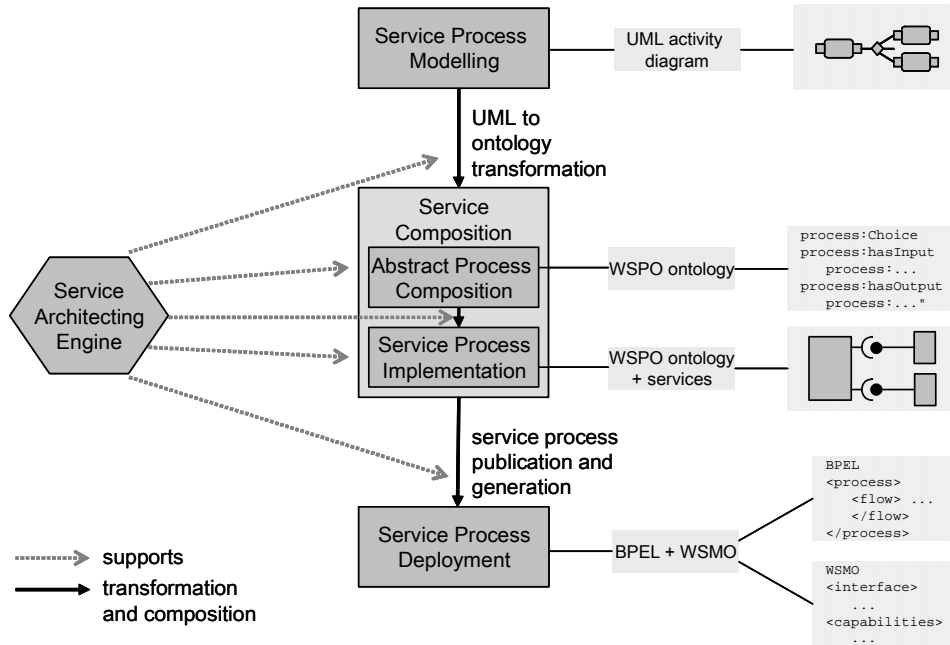 Service Process
Modelling
UML activity
diagram
UML to
ontology
transformation
Service
Composition
Abstract Process
Composition
WSPO ontology
process:Choice
process:hasInput
process:...
process:hasOutput
process:..."
Service
Architecting
Engine
Service Process
Implementation
WSPO ontology
+ services
service process
publication and
generation
Service Process
Deployment
BPEL + WSMO
BPEL
<process>
<flow> ...
</flow>
</process>
WSMO
<interface>
...
<capabilities>
...
supports
transformation
and composition